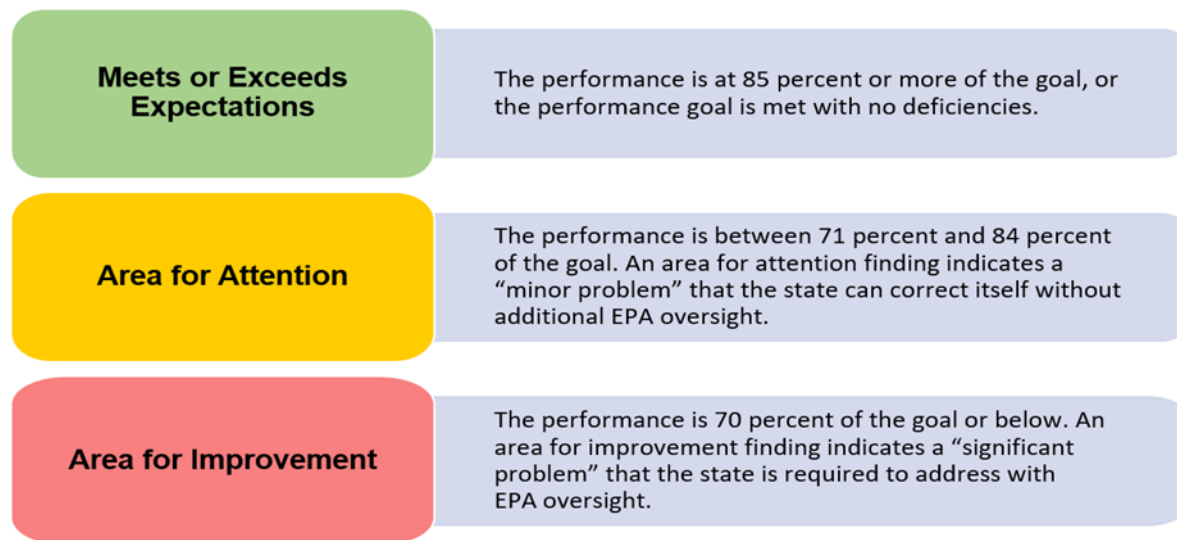 Meets or Exceeds
Expectations
The performance is at 85 percent or more of the goal, or
the performance goal is met with no deficiencies.
Area for Attention
The performance is between 71 percent and 84 percent
of the goal. An area for attention finding indicates a
“minor problem” that the state can correct itself without
additional EPA oversight.
Area for Improvement
The performance is 70 percent of the goal or below. An
area for improvement finding indicates a “significant
problem” that the state is required to address with
EPA oversight.